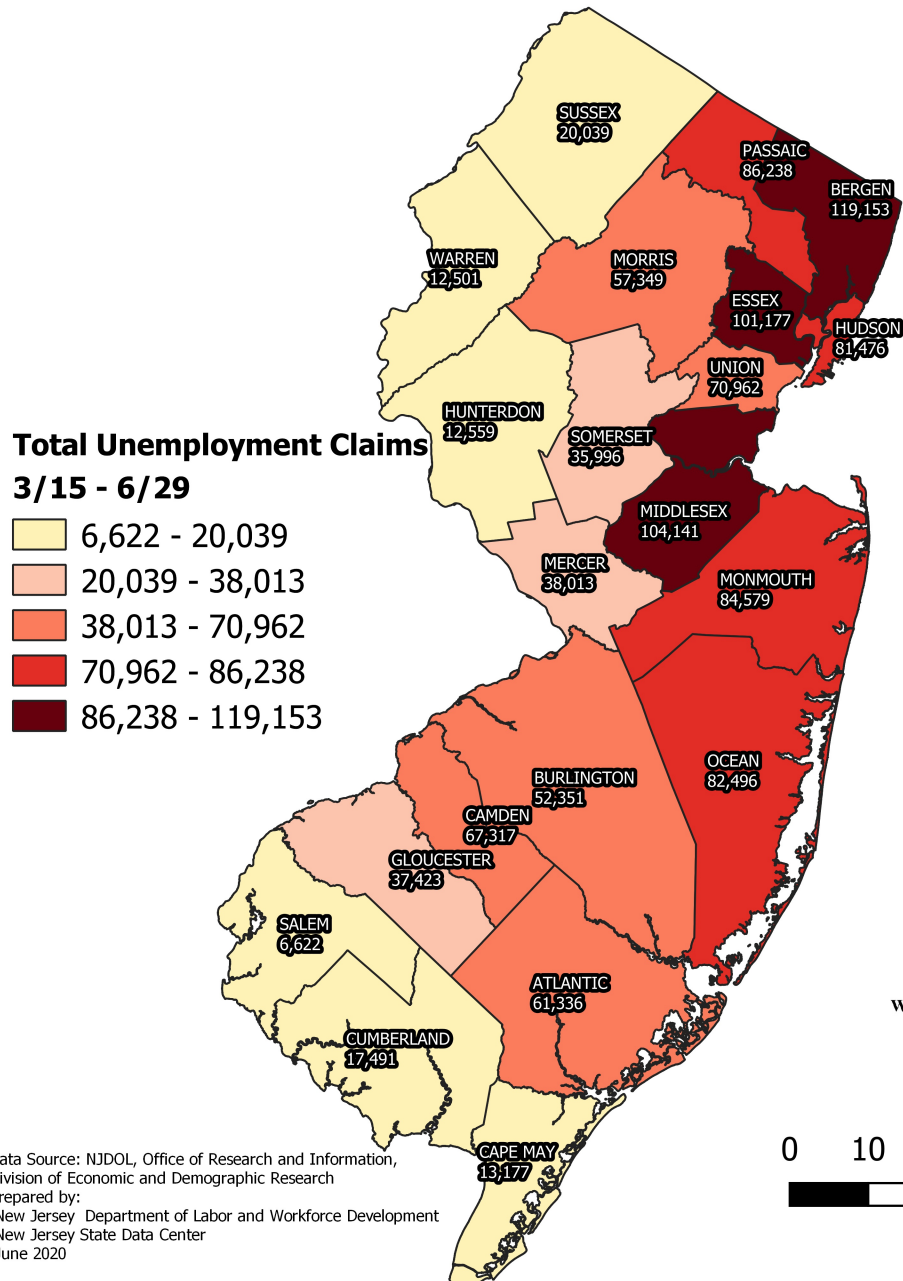 SUSSEX
20,039
PASSAIC
86,238
BERGEN
119,153
WARREN
12,501
MORRIS
57,349
ESSEX
101,177
HUDSON
81,476
UNION
70,962
HUNTERDON
12,559
SOMERSET
35,996
Total Unemployment Claims
3/15 - 6/29
6,622 - 20,039
20,039 - 38,013
38,013 - 70,962
70,962 - 86,238
86,238 - 119,153
MIDDLESEX
104,141
MERCER
38,013
MONMOUTH
84,579
OCEAN
82,496
BURLINGTON
52,351
CAMDEN
67,317
GLOUCESTER
37,423
SALEM
6,622
ATLANTIC
61,336
W
CUMBERLAND
17,491
CAPE MAY
13,177
0 10
ata Source: NJDOL, Office of Research and Information,
ivision of Economic and Demographic Research
repared by:
New Jersey Department of Labor and Workforce Development
New Jersey State Data Center
une 2020